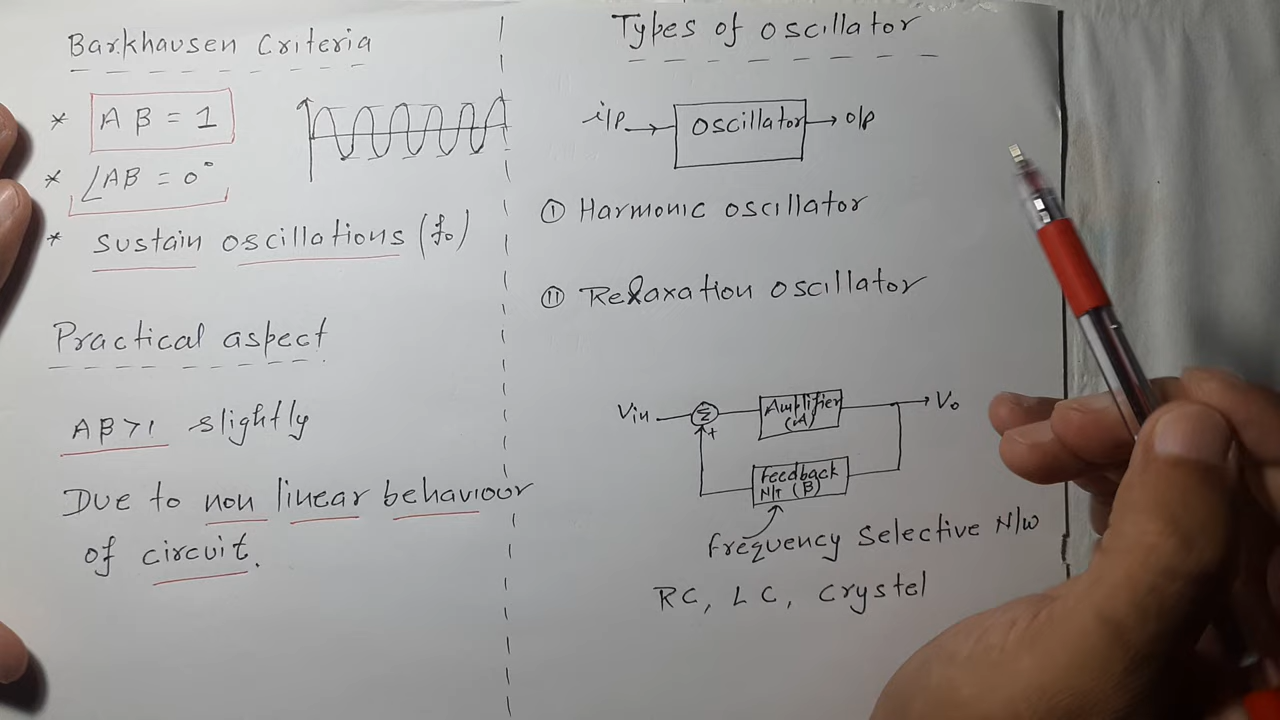 Barkhausen Criteria
* Aβ = 1
* ∠Aβ = 0°
* Sustain oscillations (f₀)
Practical aspect
Aβ > 1 slightly
Due to non linear behaviour
of circuit.
Types of oscillator
i/p → Oscillator → o/p
① Harmonic oscillator
② Relaxation oscillator
Vin Σ Amplifier V₀
+ (A)
Feedback
N/T (β)
frequency selective N/W
RC, LC, Crystel